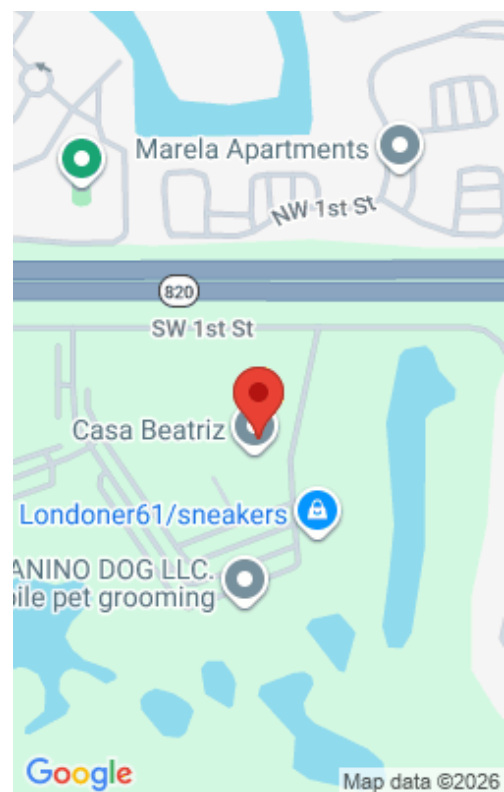 Marela Apartments
NW 1st St
820
SW 1st St
Casa Beatriz
Londoner61/sneakers
ANINO DOG LLC.
bile pet grooming
Google
Map data ©2026